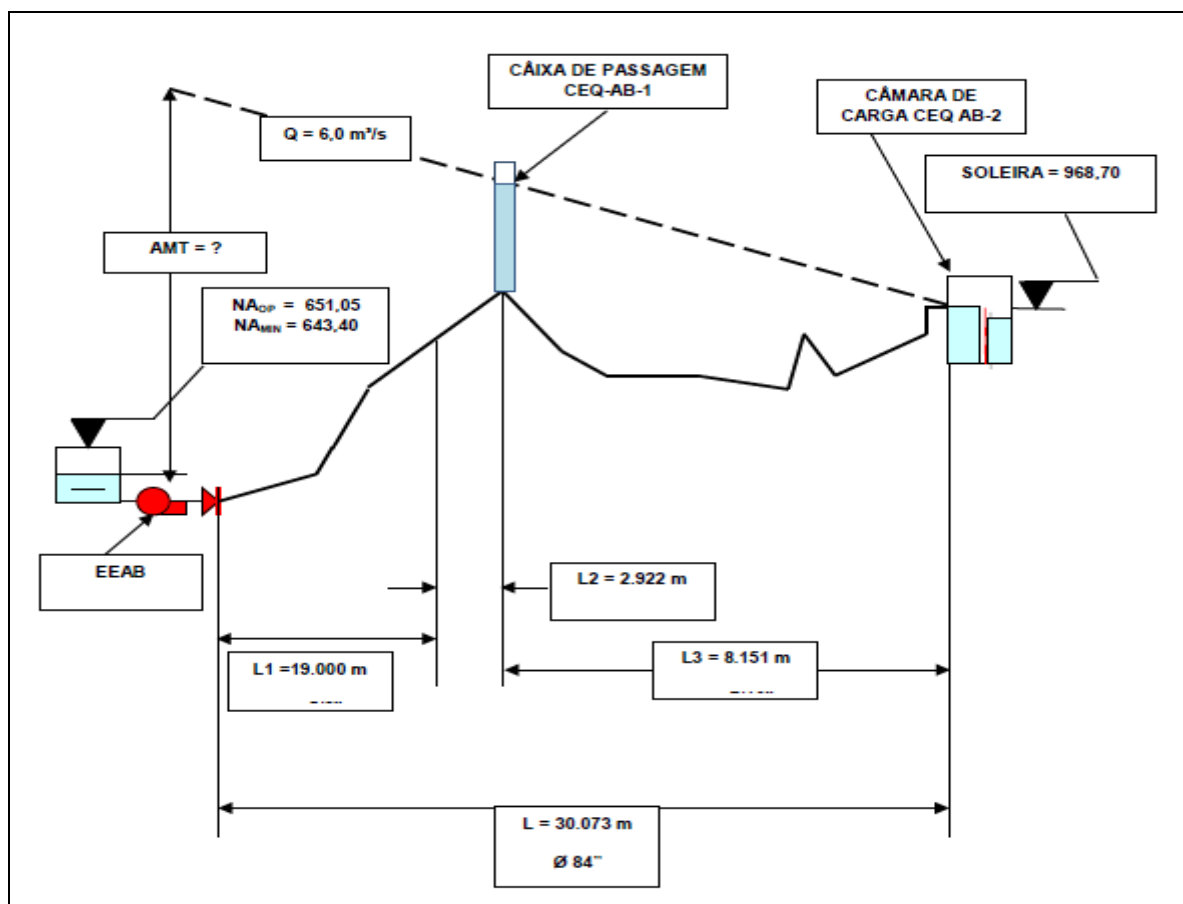 CÂIXA DE PASSAGEM
CEQ-AB-1
CÂMARA DE
CARGA CEQ AB-2
Q = 6,0 m³/s
SOLEIRA = 968,70
AMT = ?
NAOP = 651,05
NAMIN = 643,40
EEAB
L2 = 2.922 m
L1 =19.000 m
L3 = 8.151 m
L = 30.073 m
Ø 84"